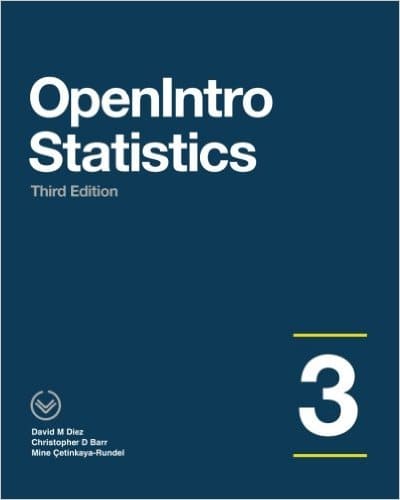 OpenIntro
Statistics
Third Edition
3
David M Diez
Christopher D Barr
Mine Çetinkaya-Rundel